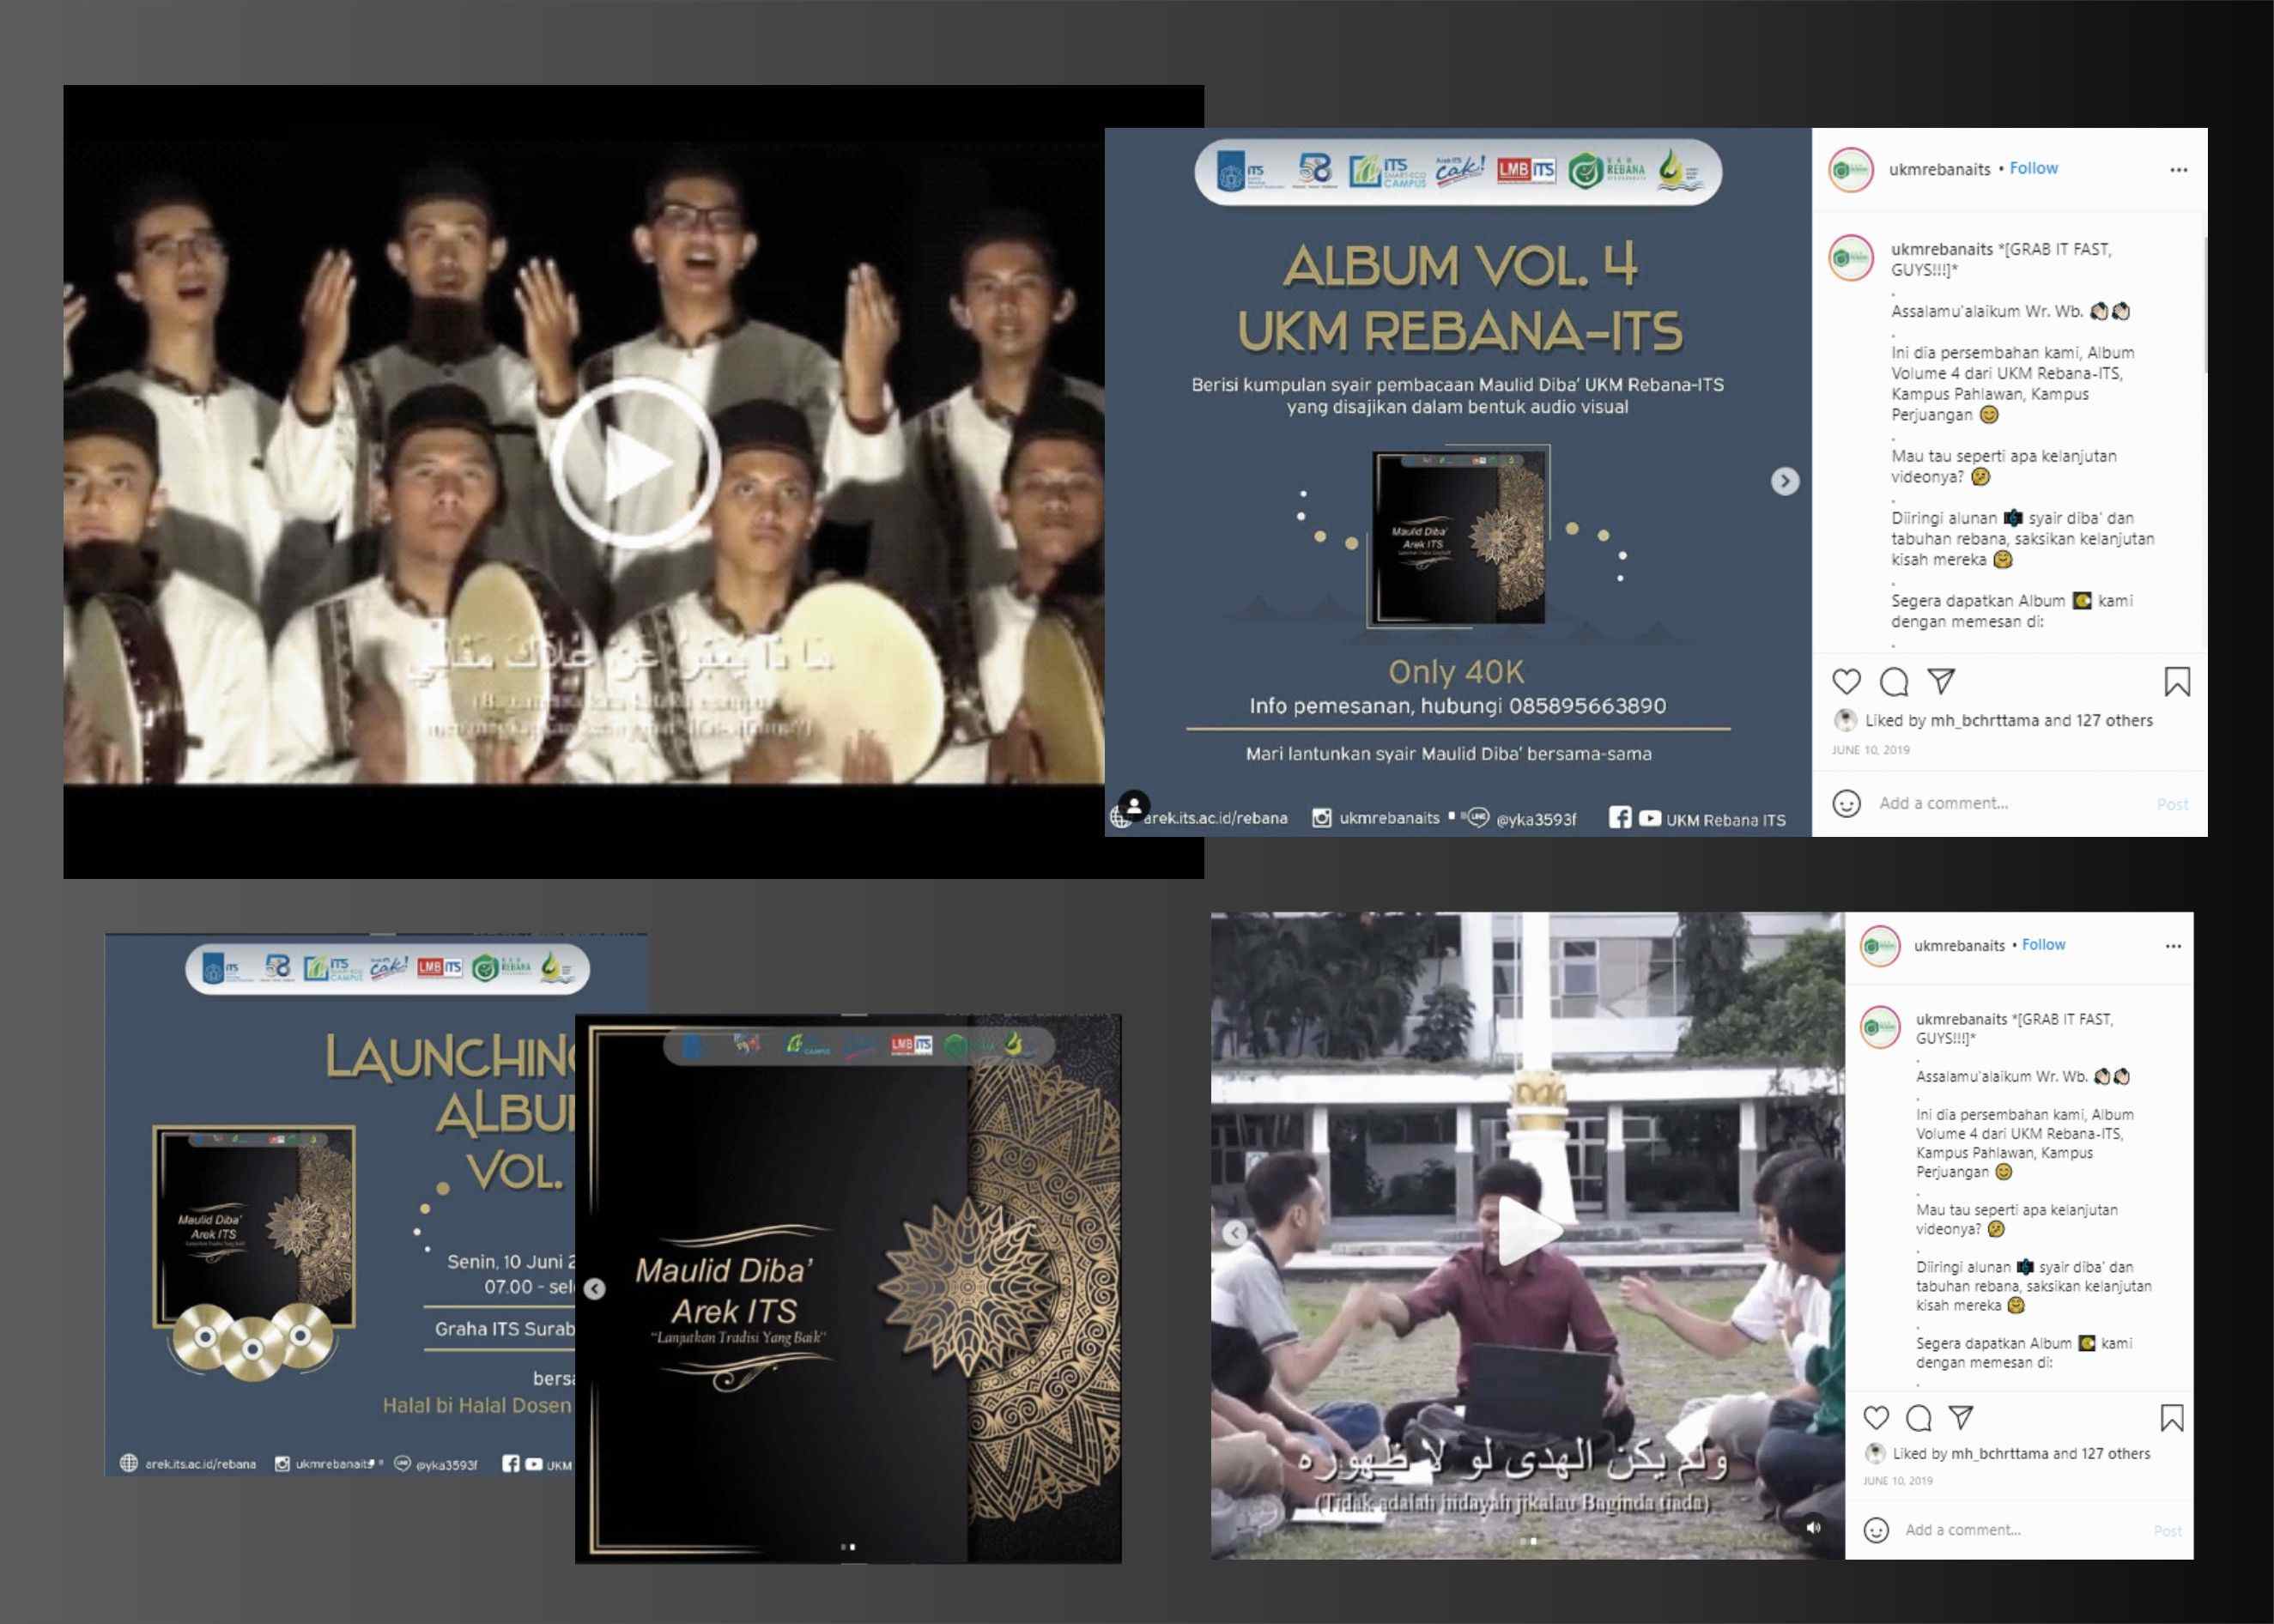 ما ذا يعبر عن علاك مقالي
ITS
58
ITS
SMART ECO
CAMPUS
Arek ITS
Cak!
LMB ITS
UKM
REBANA
ALBUM VOL. 4
UKM REBANA-ITS
Berisi kumpulan syair pembacaan Maulid Diba' UKM Rebana-ITS
yang disajikan dalam bentuk audio visual
Maulid Diba'
Arek ITS
Only 40K
Info pemesanan, hubungi 085895663890
Mari lantunkan syair Maulid Diba' bersama-sama
arek.its.ac.id/rebana ukmrebanaits LINE @yka3593f UKM Rebana ITS
ukmrebanaits • Follow
ukmrebanaits *[GRAB IT FAST,
GUYS!!!]*
.
Assalamu'alaikum Wr. Wb. 👏🏻👏🏻
.
Ini dia persembahan kami, Album
Volume 4 dari UKM Rebana-ITS,
Kampus Pahlawan, Kampus
Perjuangan 😊
.
Mau tau seperti apa kelanjutan
videonya? 🤔
.
Diiringi alunan syair diba' dan
tabuhan rebana, saksikan kelanjutan
kisah mereka 🤗
.
Segera dapatkan Album kami
dengan memesan di:
.
Liked by mh_bchrttama and 127 others
JUNE 10, 2019
Add a comment...
Post
ITS
58
ITS
CAMPUS
Cak!
LMB ITS
REBANA
LAUNCHING
ALBU
VOL.
Maulid Diba'
Arek ITS
Senin, 10 Juni 2
07.00 - sel
Graha ITS Surab
bersa
Halal bi Halal Dosen
arek.its.ac.id/rebana ukmrebanaits @yka3593f UKM
CAMPUS
LMB ITS
Maulid Diba'
Arek ITS
"Lanjutkan Tradisi Yang Baik"
ولم يكن الهدى لو لا ظهوره
(Tidak adalah hidayah jikalau Baginda tiada)
ukmrebanaits • Follow
ukmrebanaits *[GRAB IT FAST,
GUYS!!!]*
.
Assalamu'alaikum Wr. Wb. 👏🏻👏🏻
.
Ini dia persembahan kami, Album
Volume 4 dari UKM Rebana-ITS,
Kampus Pahlawan, Kampus
Perjuangan 😊
.
Mau tau seperti apa kelanjutan
videonya? 🤔
.
Diiringi alunan syair diba' dan
tabuhan rebana, saksikan kelanjutan
kisah mereka 🤗
.
Segera dapatkan Album kami
dengan memesan di:
.
Liked by mh_bchrttama and 127 others
JUNE 10, 2019
Add a comment...
Post